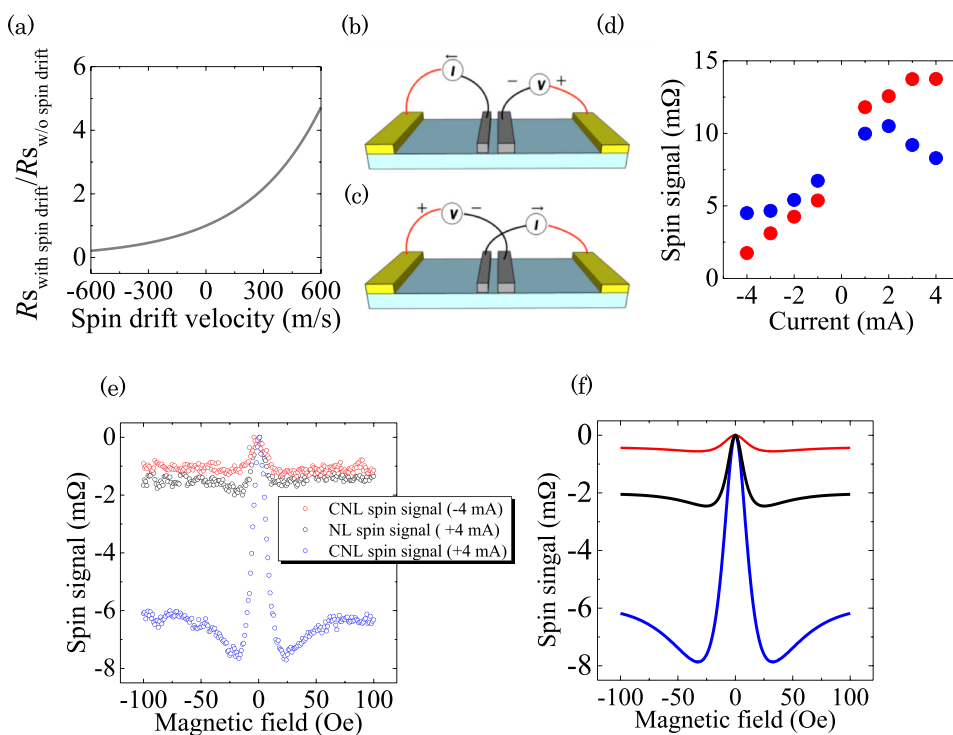 (a)
Rs with spin drift/Rs w/o spin drift
6
4
2
0
-600 -300 0 300 600
Spin drift velocity (m/s)
(b)
←
I
− V +
(c)
+ V −
→
I
(d)
Spin signal (mΩ)
15
10
5
0
-4 -2 0 2 4
Current (mA)
(e)
Spin signal (mΩ)
0
-2
-4
-6
-8
CNL spin signal (-4 mA)
NL spin signal ( +4 mA)
CNL spin signal (+4 mA)
-100 -50 0 50 100
Magnetic field (Oe)
(f)
Spin singal (mΩ)
0
-2
-4
-6
-8
-100 -50 0 50 100
Magnetic field (Oe)